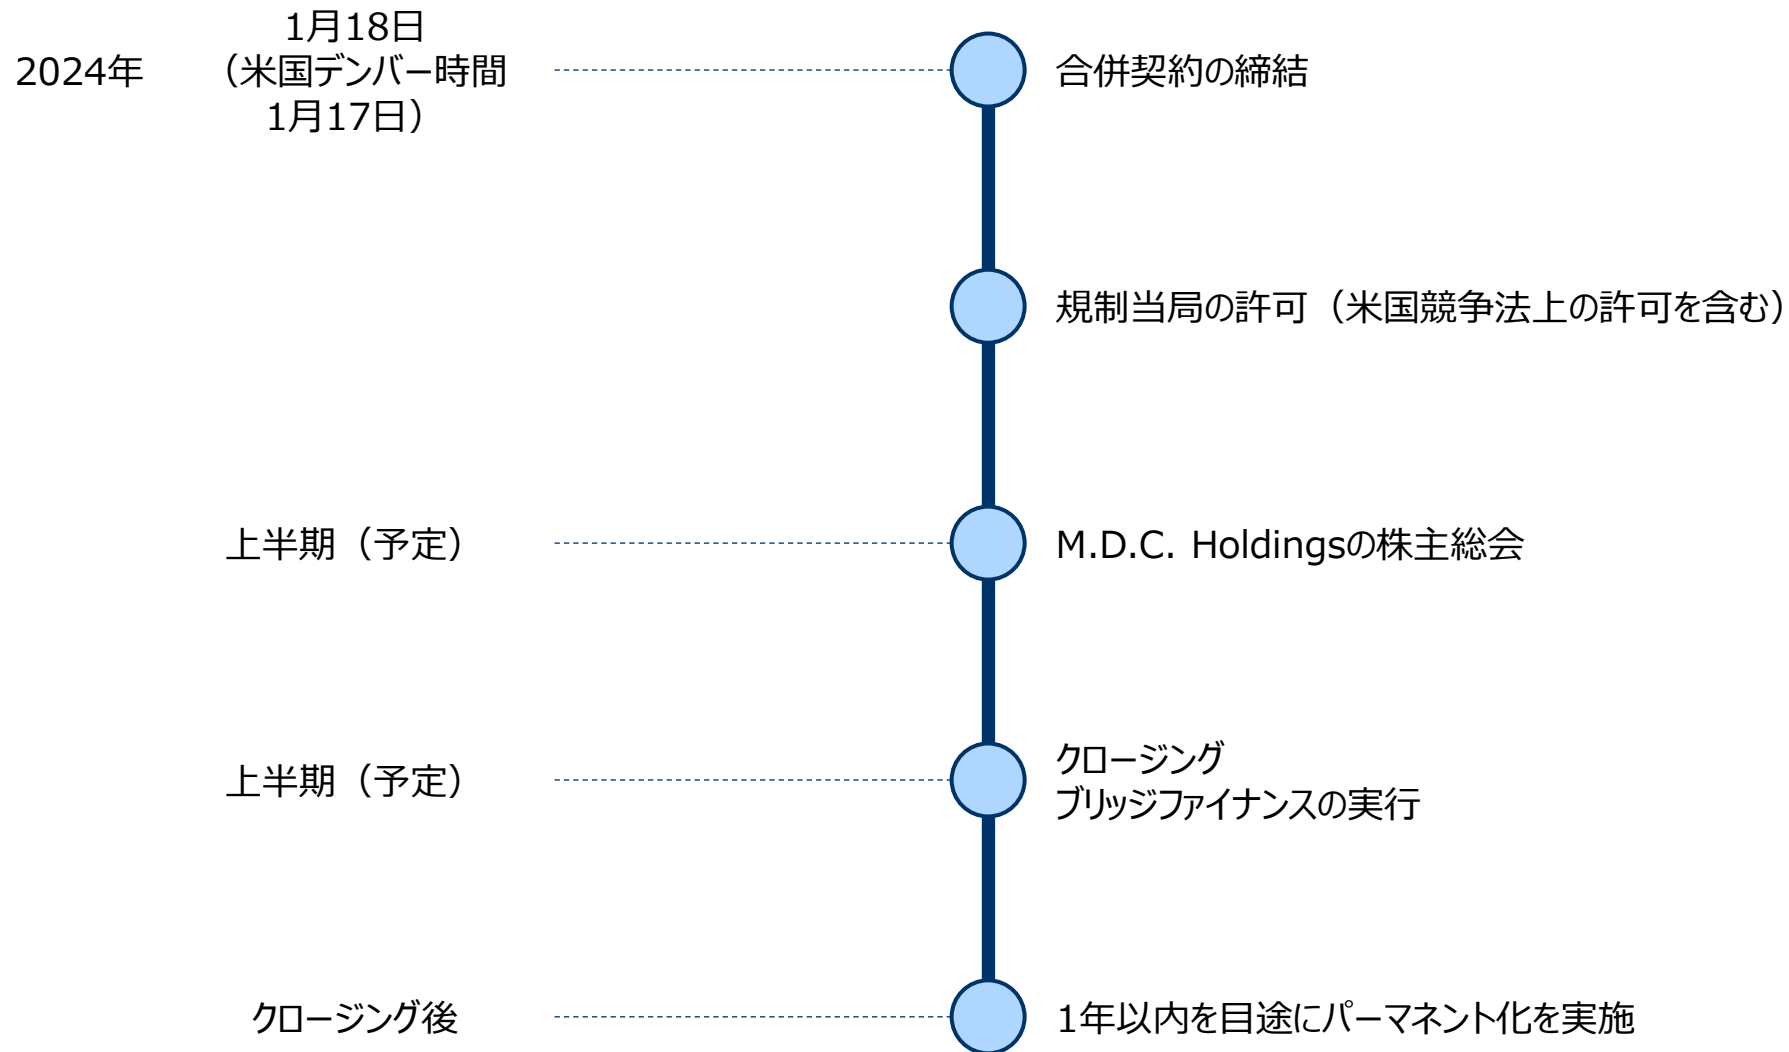 2024年
1月18日
（米国デンバー時間
1月17日）
合併契約の締結
規制当局の許可（米国競争法上の許可を含む）
上半期（予定）
M.D.C. Holdingsの株主総会
上半期（予定）
クロージング
ブリッジファイナンスの実行
クロージング後
1年以内を目途にパーマネント化を実施